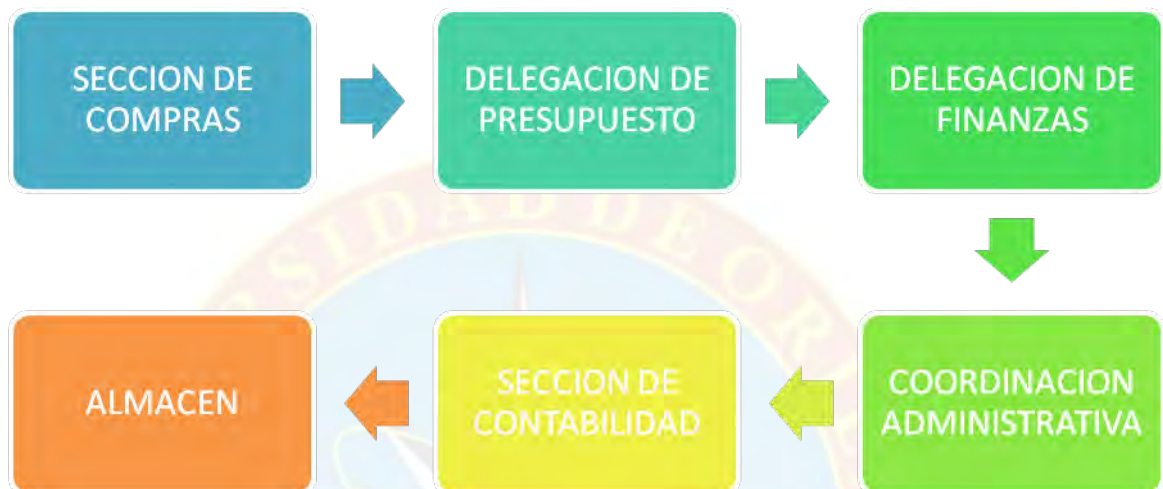 SECCION DE
COMPRAS
DELEGACION DE
PRESUPUESTO
DELEGACION DE
FINANZAS
COORDINACION
ADMINISTRATIVA
SECCION DE
CONTABILIDAD
ALMACEN